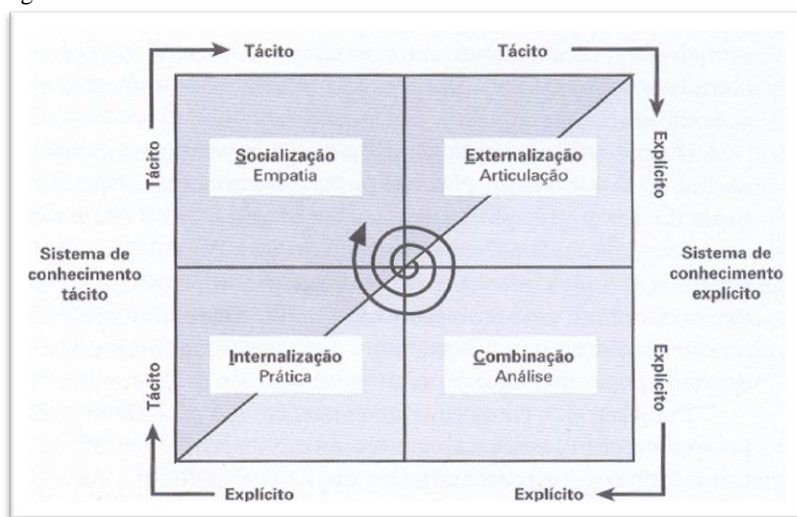 Tácito
Tácito
Tácito
Explícito
Socialização
Empatia
Externalização
Articulação
Sistema de
conhecimento
tácito
Sistema de
conhecimento
explícito
Internalização
Prática
Combinação
Análise
Tácito
Explícito
Explícito
Explícito